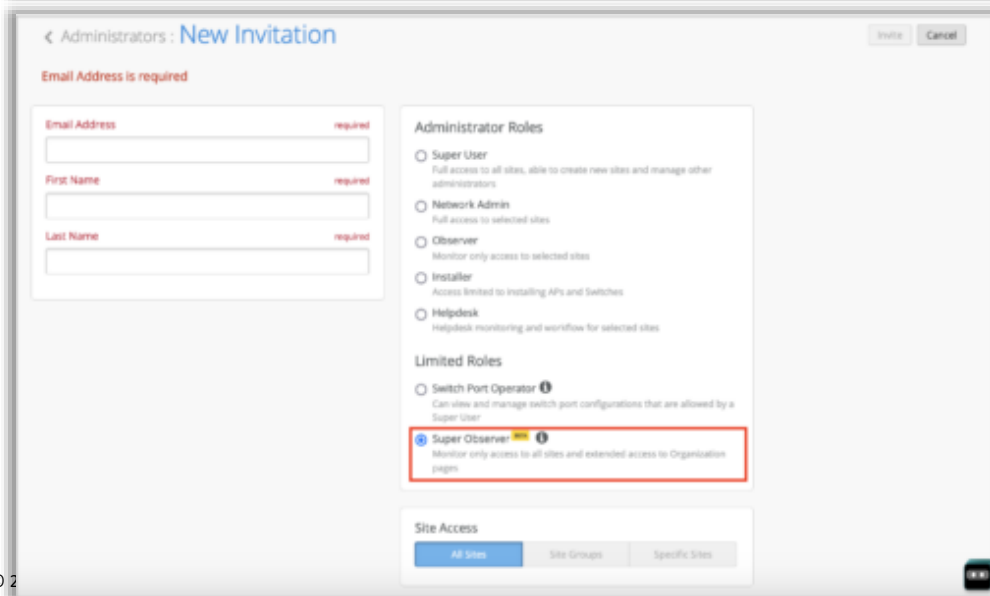 < Administrators : New Invitation
Invite
Cancel
Email Address is required
Email Address required
First Name required
Last Name required
Administrator Roles
Super User
Full access to all sites, able to create new sites and manage other
administrators
Network Admin
Full access to selected sites
Observer
Monitor only access to selected sites
Installer
Access limited to installing APs and Switches
Helpdesk
Helpdesk monitoring and workflow for selected sites
Limited Roles
Switch Port Operator
Can view and manage switch port configurations that are allowed by a
Super User
Super Observer BETA
Monitor only access to all sites and extended access to Organization
pages
Site Access
All Sites
Site Groups
Specific Sites